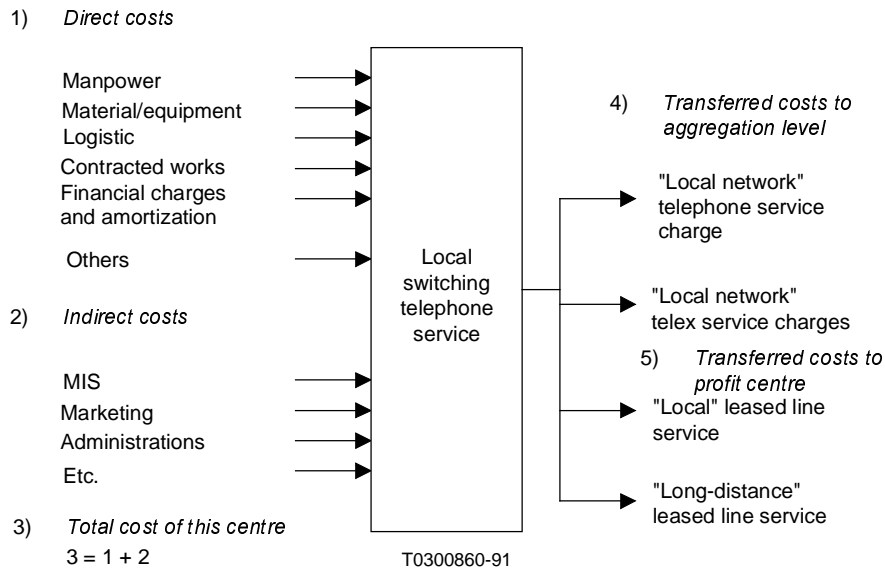 1) Direct costs
Manpower
Material/equipment
Logistic
Contracted works
Financial charges
and amortization
Others
2) Indirect costs
MIS
Marketing
Administrations
Etc.
3) Total cost of this centre
3 = 1 + 2
Local
switching
telephone
service
4) Transferred costs to
aggregation level
"Local network"
telephone service
charge
"Local network"
telex service charges
5) Transferred costs to
profit centre
"Local" leased line
service
"Long-distance"
leased line service
T0300860-91